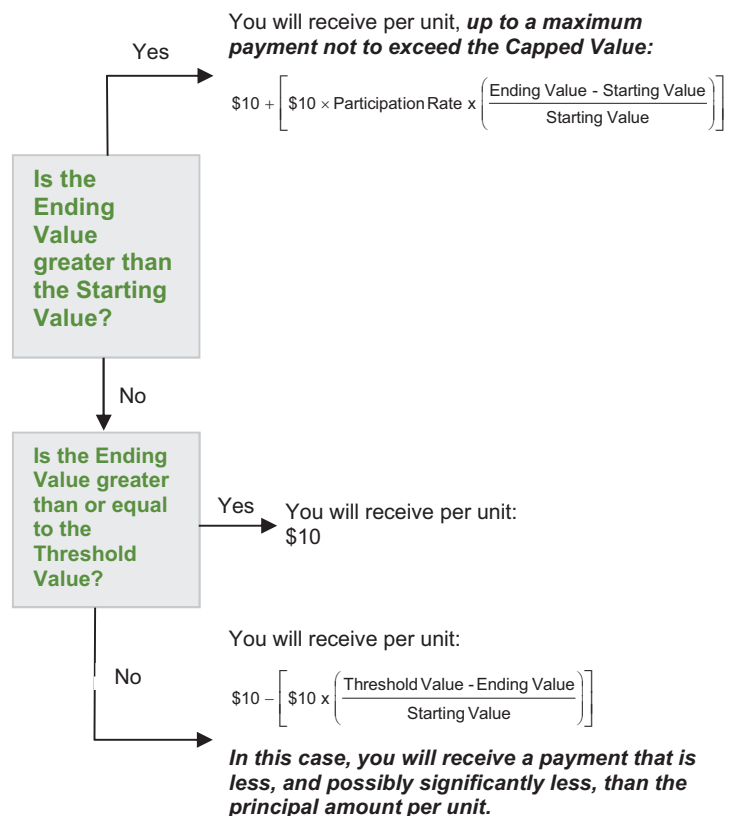 You will receive per unit, up to a maximum
payment not to exceed the Capped Value:
Yes
$10 + [ $10 × Participation Rate x ( Ending Value - Starting Value / Starting Value ) ]
Is the
Ending
Value
greater than
the Starting
Value?
No
Is the Ending
Value greater
than or equal
to the
Threshold
Value?
Yes
You will receive per unit:
$10
You will receive per unit:
No
$10 − [ $10 x ( Threshold Value - Ending Value / Starting Value ) ]
In this case, you will receive a payment that is
less, and possibly significantly less, than the
principal amount per unit.